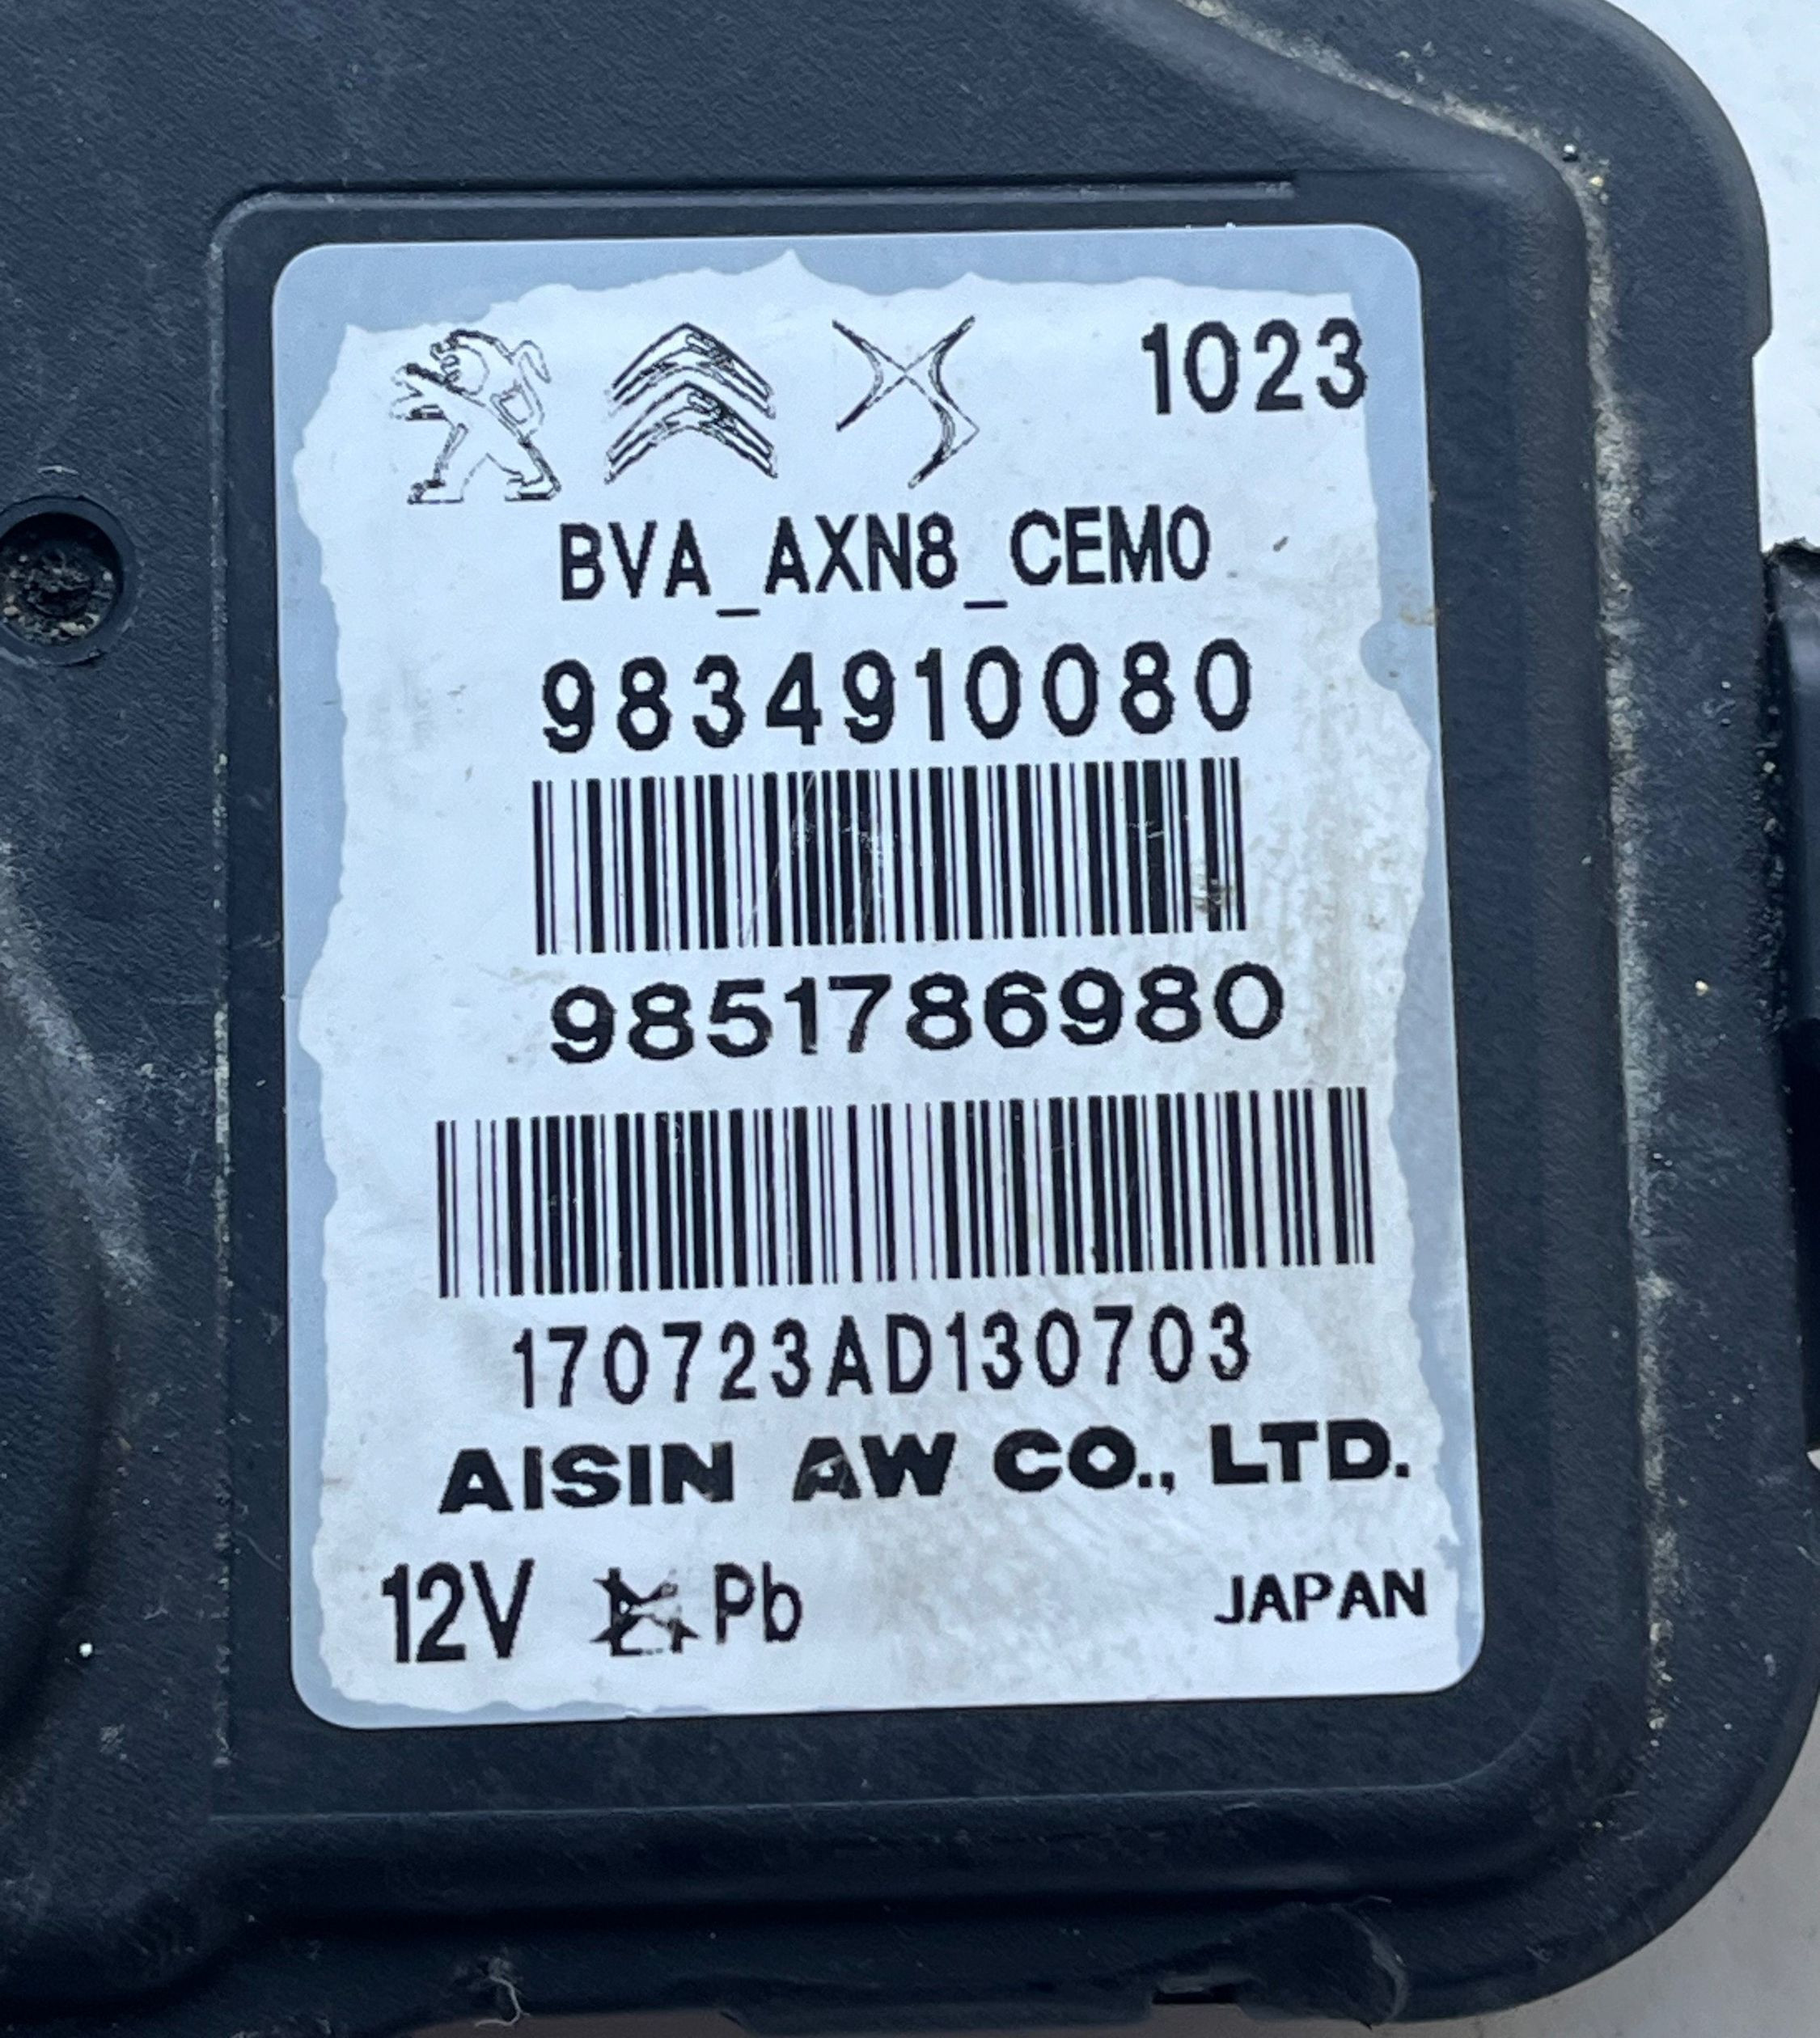 1023
BVA_AXN8_CEM0
9834910080
9851786980
170723AD130703
AISIN AW CO., LTD.
12V Pb JAPAN